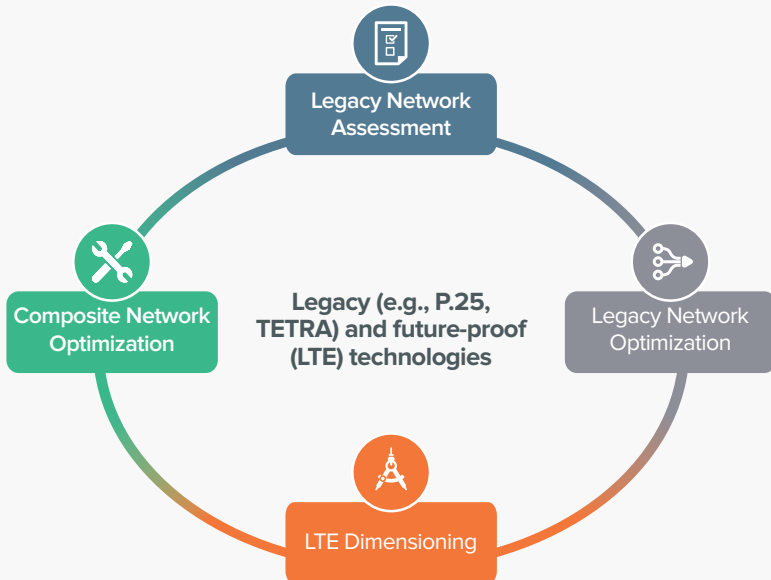 Legacy Network
Assessment
Composite Network
Optimization
Legacy (e.g., P.25,
TETRA) and future-proof
(LTE) technologies
Legacy Network
Optimization
LTE Dimensioning